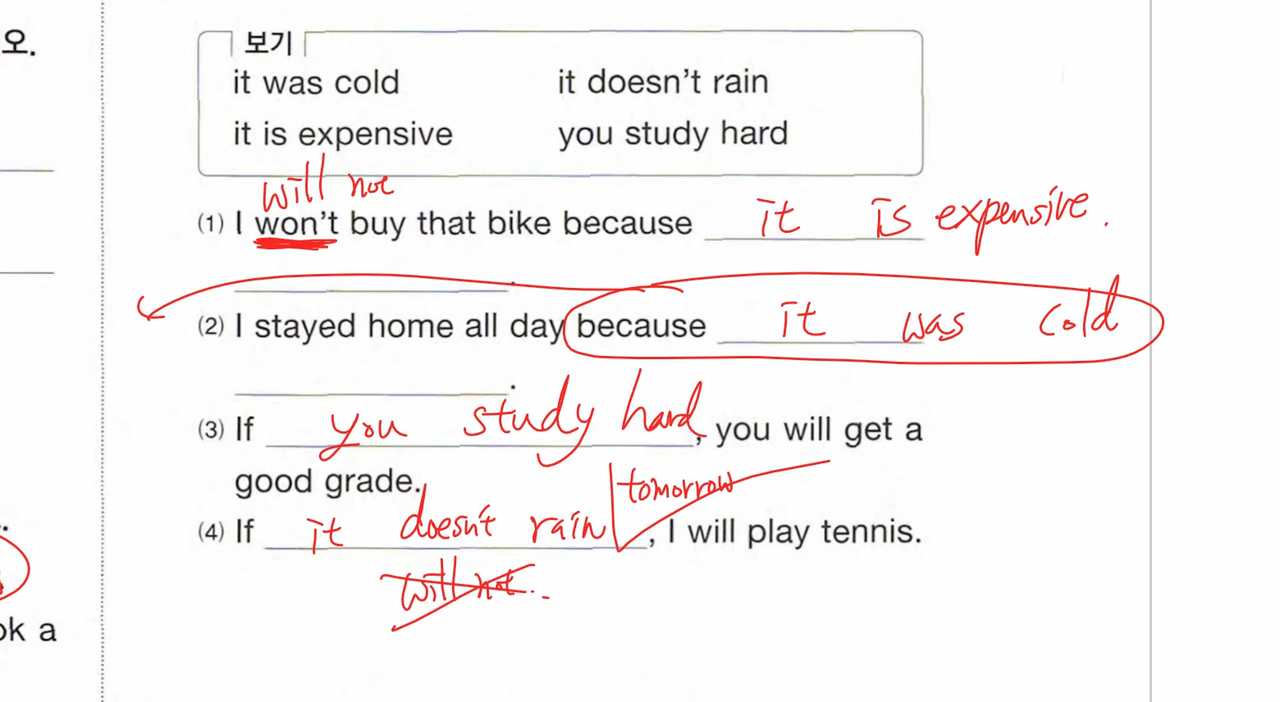 오.
보기
it was cold it doesn't rain
it is expensive you study hard
will not
(1) I won't buy that bike because it is expensive.
.
(2) I stayed home all day because it was cold
.
(3) If you study hard, you will get a
good grade.
tomorrow
(4) If it doesn't rain, I will play tennis.
will not..
ok a